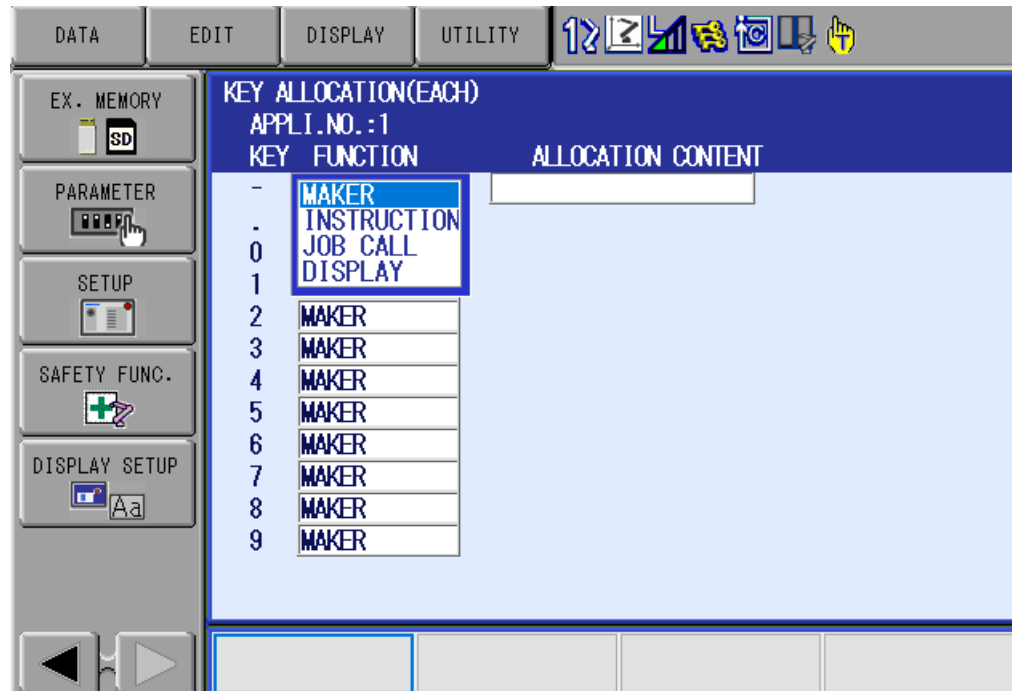 DATA EDIT DISPLAY UTILITY
EX. MEMORY
SD
PARAMETER
SETUP
SAFETY FUNC.
DISPLAY SETUP
Aa
KEY ALLOCATION(EACH)
APPLI.NO.:1
KEY FUNCTION ALLOCATION CONTENT
- MAKER
. INSTRUCTION
0 JOB CALL
1 DISPLAY
2 MAKER
3 MAKER
4 MAKER
5 MAKER
6 MAKER
7 MAKER
8 MAKER
9 MAKER